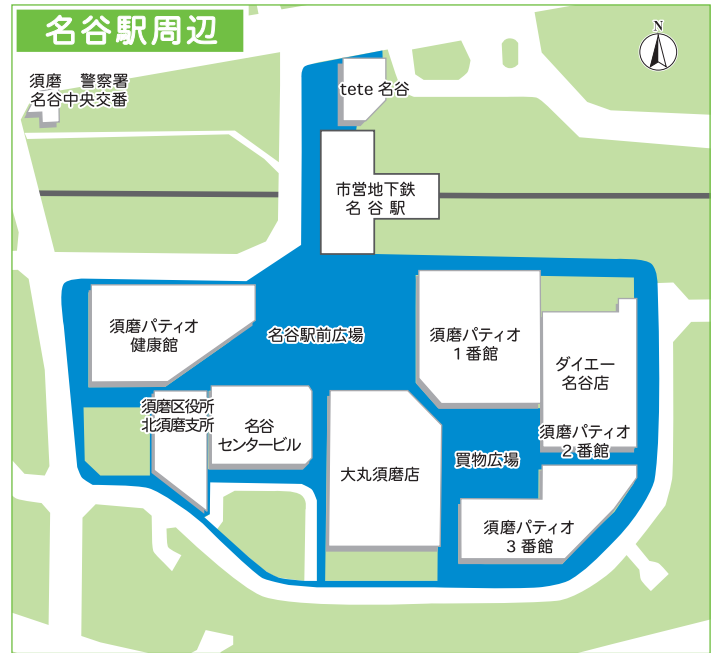 名谷駅周辺
N
須磨 警察署
名谷中央交番
tete 名谷
市営地下鉄
名谷駅
須磨パティオ
健康館
名谷駅前広場
須磨パティオ
1番館
ダイエー
名谷店
須磨区役所
北須磨支所
名谷
センタービル
大丸須磨店
買物広場
須磨パティオ
2番館
須磨パティオ
3番館